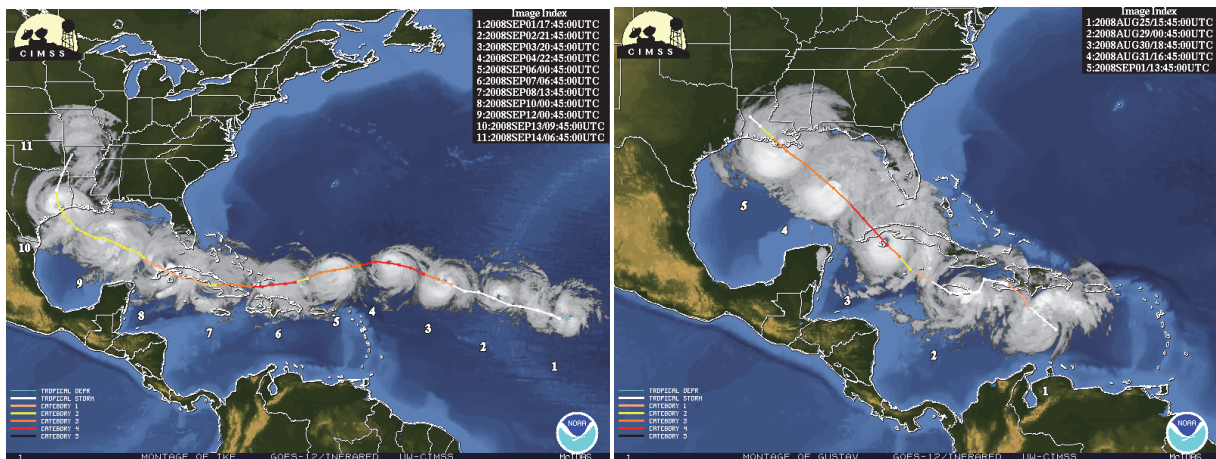 CIMSS
Image Index
1:2008SEP01/17:45:00UTC
2:2008SEP02/21:45:00UTC
3:2008SEP03/20:45:00UTC
4:2008SEP04/22:45:00UTC
5:2008SEP06/00:45:00UTC
6:2008SEP07/06:45:00UTC
7:2008SEP08/13:45:00UTC
8:2008SEP10/00:45:00UTC
9:2008SEP12/00:45:00UTC
10:2008SEP13/09:45:00UTC
11:2008SEP14/06:45:00UTC
11
10
9
8
7
6
5
4
3
2
1
TROPICAL DEPR
TROPICAL STORM
CATEGORY 1
CATEGORY 2
CATEGORY 3
CATEGORY 4
CATEGORY 5
NOAA
1 MONTAGE OF IKE GOES-12/INFRARED UW-CIMSS McIDAS
CIMSS
Image Index
1:2008AUG25/15:45:00UTC
2:2008AUG29/00:45:00UTC
3:2008AUG30/18:45:00UTC
4:2008AUG31/16:45:00UTC
5:2008SEP01/13:45:00UTC
5
4
3
2
1
TROPICAL DEPR
TROPICAL STORM
CATEGORY 1
CATEGORY 2
CATEGORY 3
CATEGORY 4
CATEGORY 5
NOAA
1 MONTAGE OF GUSTAV GOES-12/INFRARED UW-CIMSS McIDAS